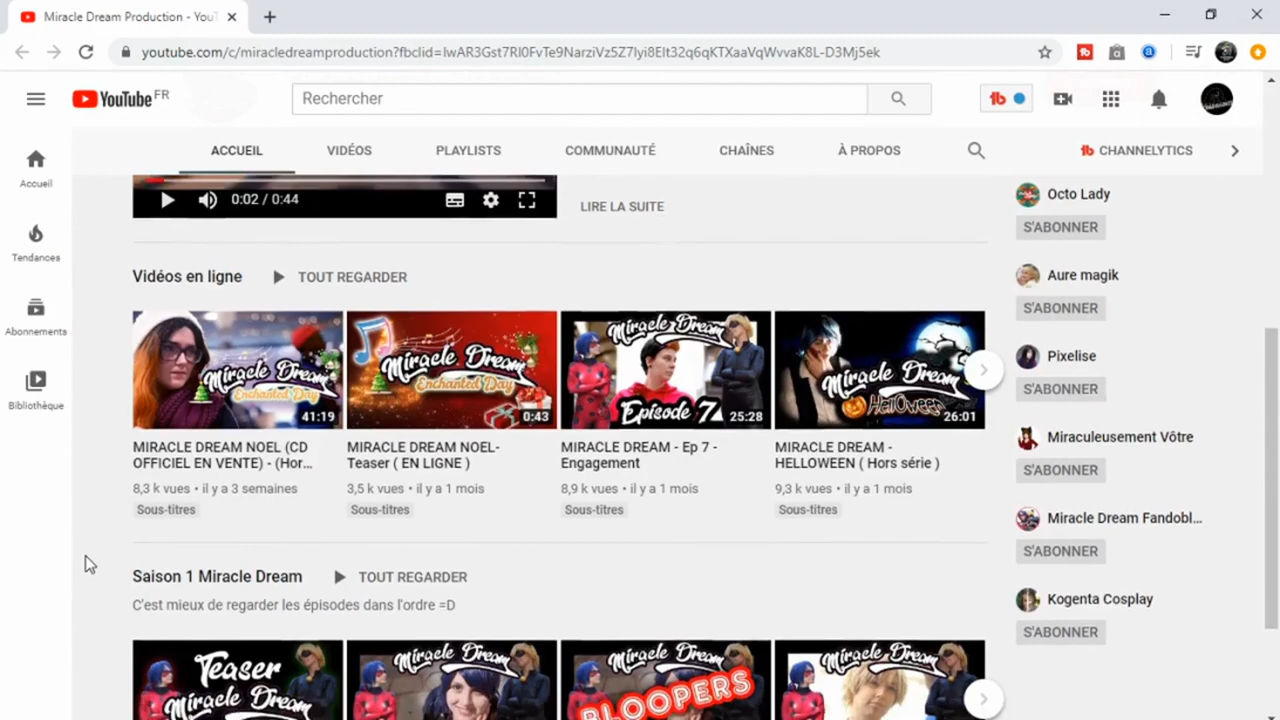 Miracle Dream Production - YouT
youtube.com/c/miracledreamproduction?fbclid=IwAR3Gst7Rl0FvTe9NarziVz5Z7lyi8Elt32q6qKTXaaVqWvvaK8L-D3Mj5ek
YouTube FR
Rechercher
ACCUEIL VIDÉOS PLAYLISTS COMMUNAUTÉ CHAÎNES À PROPOS CHANNELYTICS
Accueil
Tendances
Abonnements
Bibliothèque
0:02 / 0:44
LIRE LA SUITE
Vidéos en ligne TOUT REGARDER
Miracle Dream
Enchanted Day
41:19
Miracle Dream
Enchanted Day
0:43
Miracle Dream
Episode 7
25:28
Miracle Dream
Halloween
26:01
MIRACLE DREAM NOEL (CD
OFFICIEL EN VENTE) - (Hor...
8,3 k vues • il y a 3 semaines
Sous-titres
MIRACLE DREAM NOEL-
Teaser ( EN LIGNE )
3,5 k vues • il y a 1 mois
Sous-titres
MIRACLE DREAM - Ep 7 -
Engagement
8,9 k vues • il y a 1 mois
Sous-titres
MIRACLE DREAM -
HELLOWEEN ( Hors série )
9,3 k vues • il y a 1 mois
Sous-titres
Saison 1 Miracle Dream TOUT REGARDER
C'est mieux de regarder les épisodes dans l'ordre =D
Teaser
Miracle Dream
Miracle Dream
Miracle Dream
BLOOPERS
Miracle Dream
Octo Lady
S'ABONNER
Aure magik
S'ABONNER
Pixelise
S'ABONNER
Miraculeusement Vôtre
S'ABONNER
Miracle Dream Fandobl...
S'ABONNER
Kogenta Cosplay
S'ABONNER